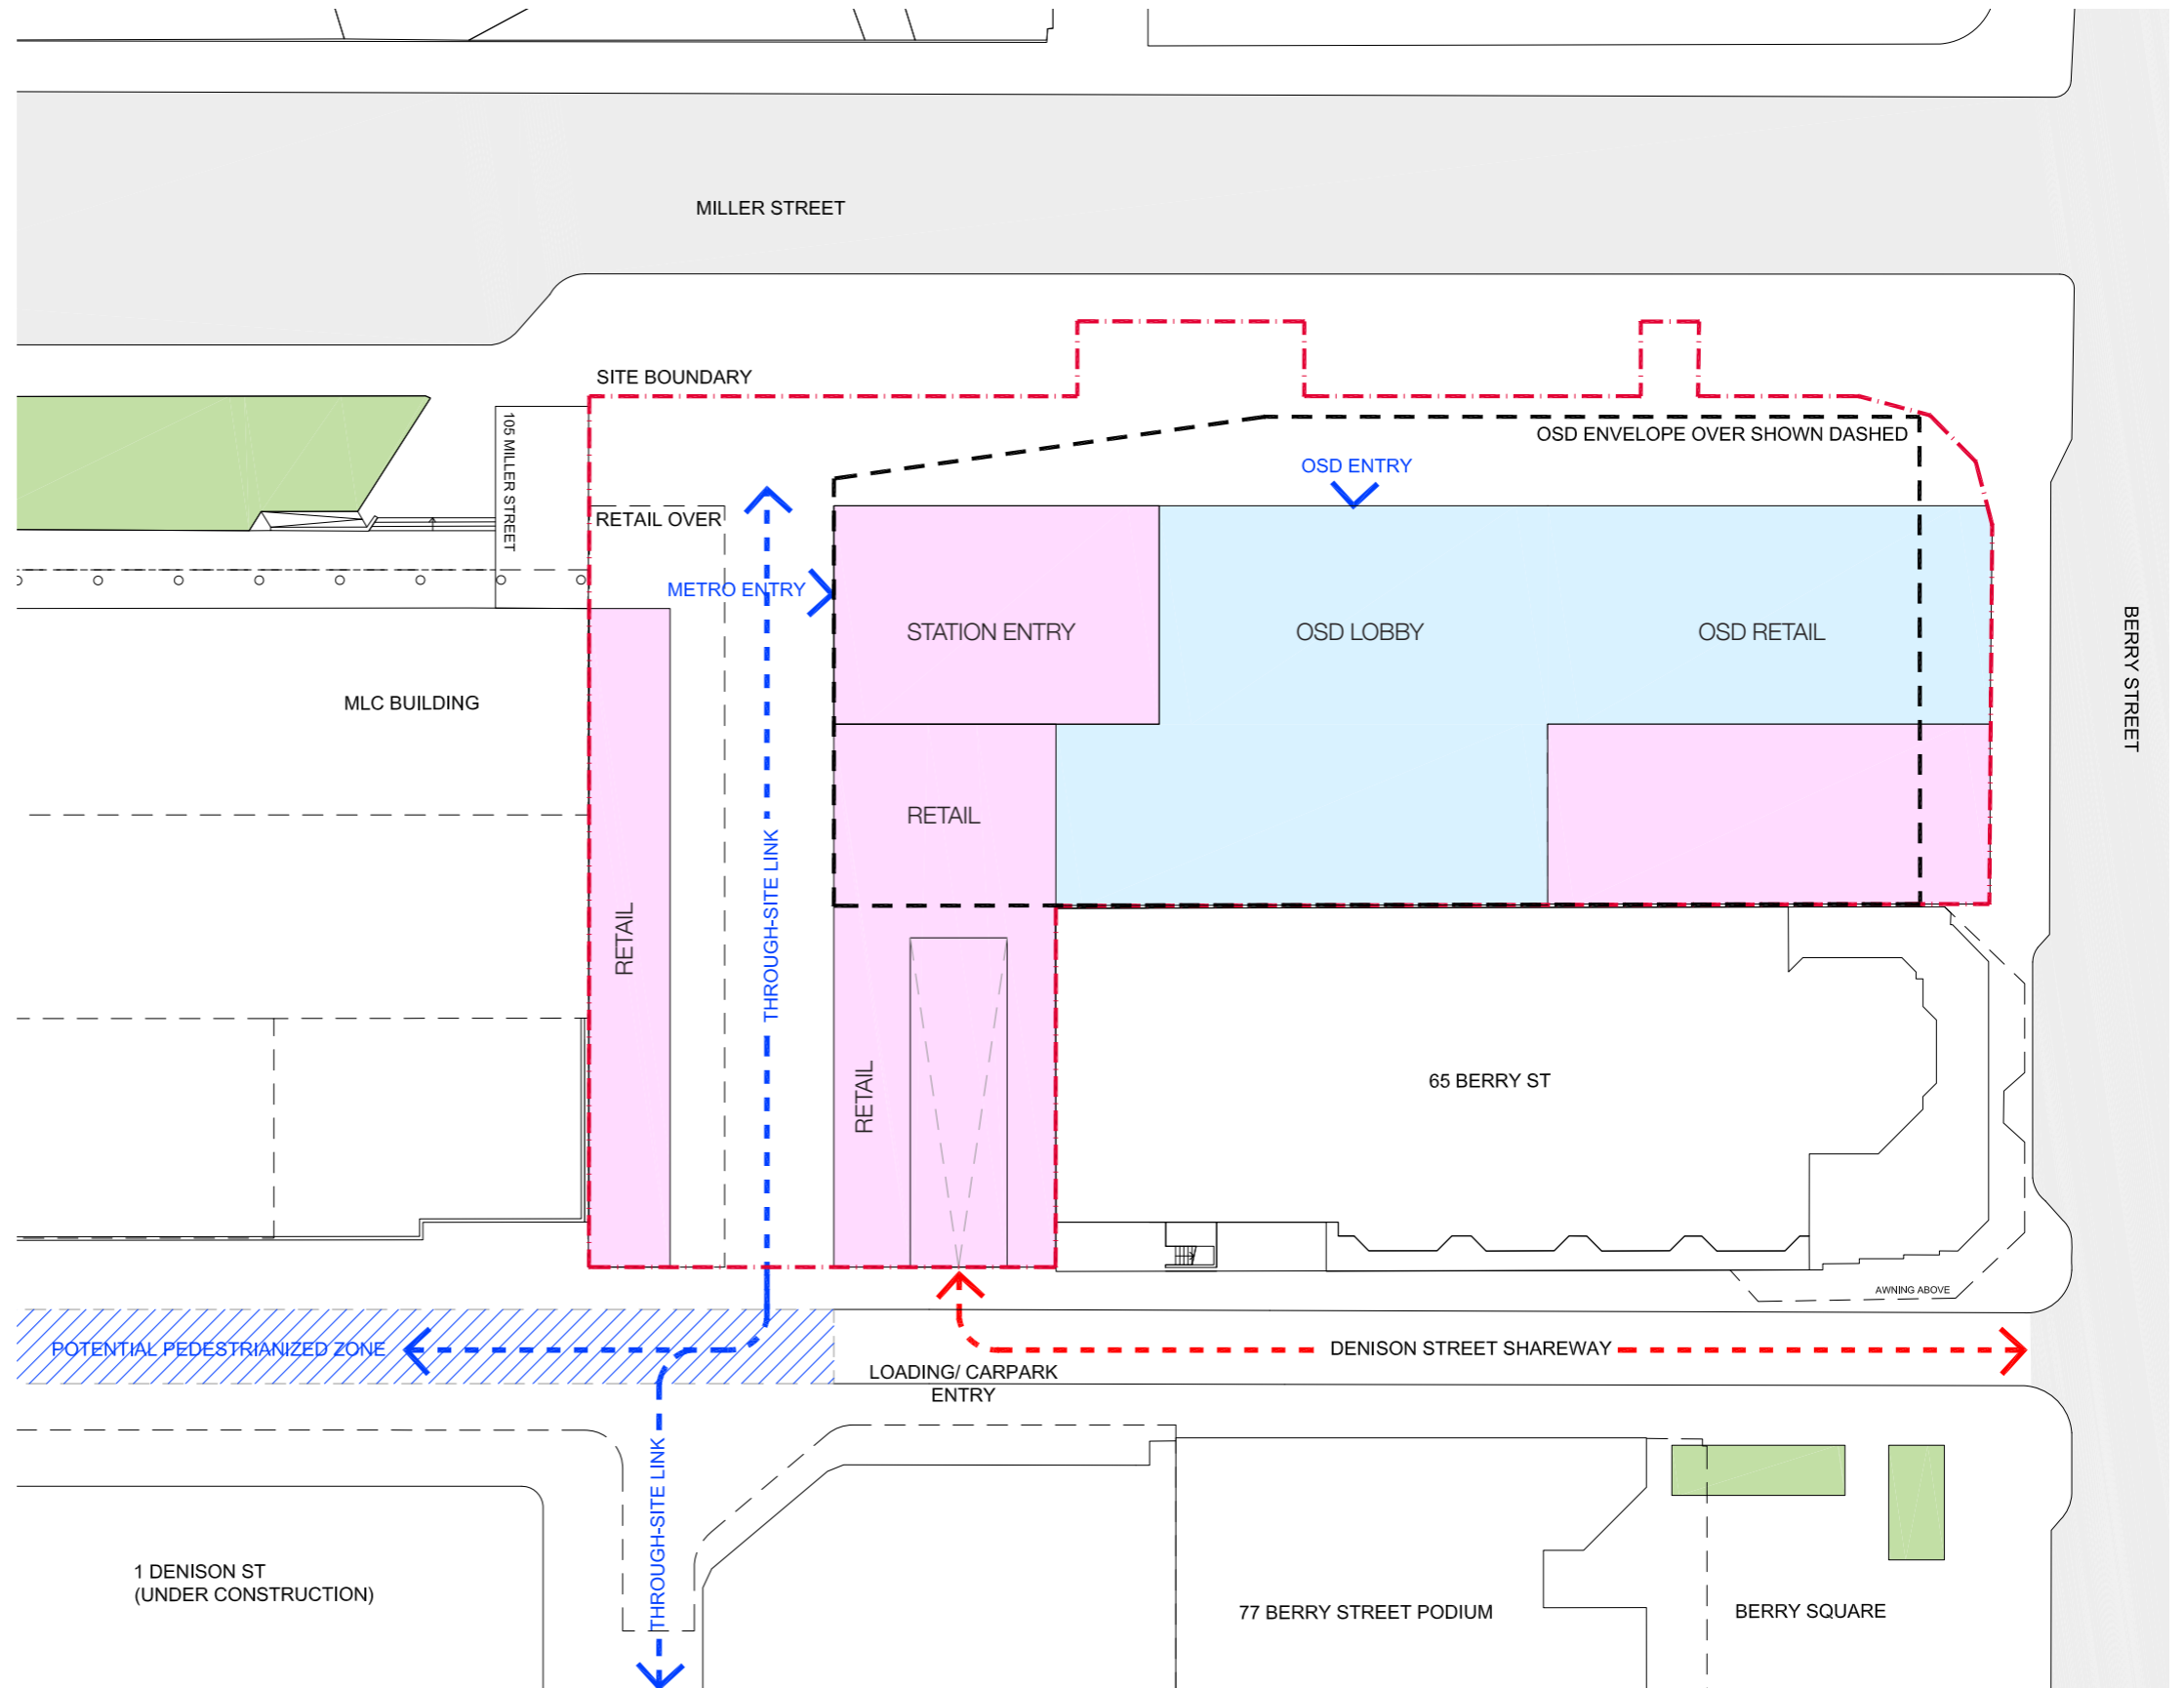 MILLER STREET
SITE BOUNDARY
105 MILLER STREET
OSD ENVELOPE OVER SHOWN DASHED
OSD ENTRY
RETAIL OVER
METRO ENTRY
STATION ENTRY
OSD LOBBY
OSD RETAIL
BERRY STREET
MLC BUILDING
RETAIL
THROUGH-SITE LINK
RETAIL
RETAIL
65 BERRY ST
AWNING ABOVE
POTENTIAL PEDESTRIANIZED ZONE
DENISON STREET SHAREWAY
LOADING/ CARPARK
ENTRY
THROUGH-SITE LINK
1 DENISON ST
(UNDER CONSTRUCTION)
77 BERRY STREET PODIUM
BERRY SQUARE